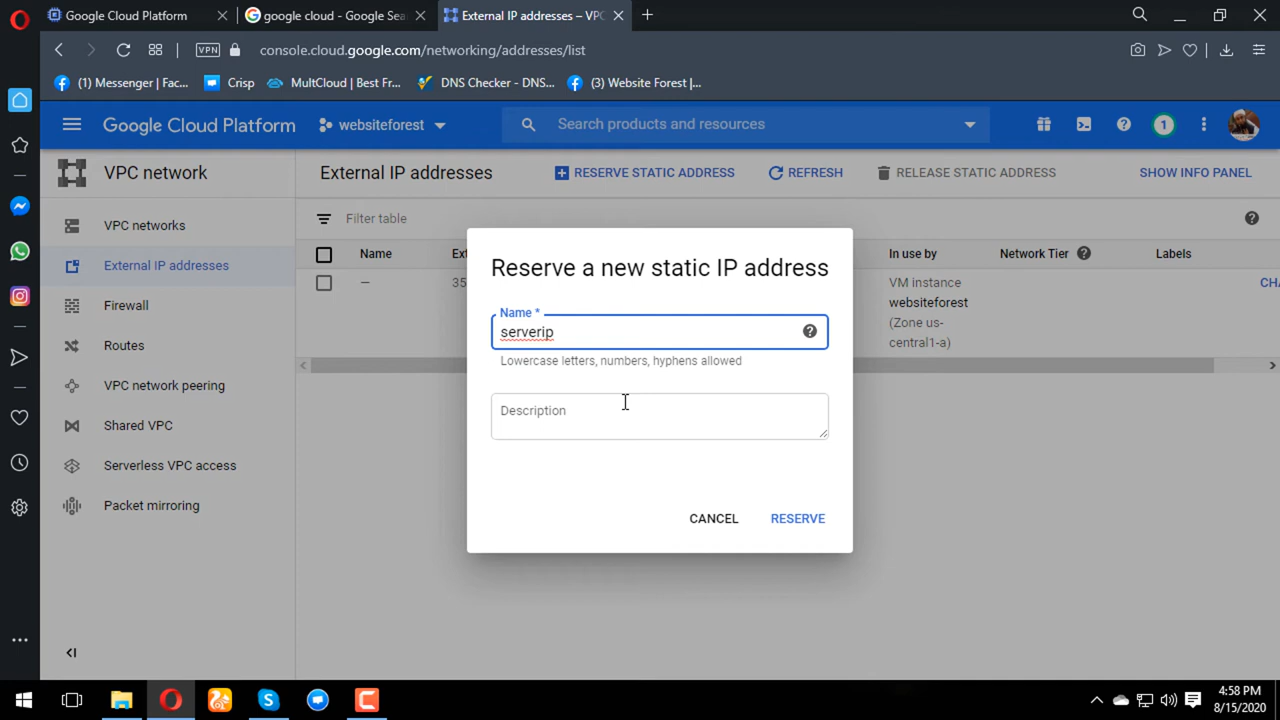 Google Cloud Platform
google cloud - Google Sea
External IP addresses – VPC
VPN
console.cloud.google.com/networking/addresses/list
(1) Messenger | Fac...
Crisp
MultCloud | Best Fr...
DNS Checker - DNS...
(3) Website Forest |...
Google Cloud Platform
websiteforest
Search products and resources
1
VPC network
External IP addresses
RESERVE STATIC ADDRESS
REFRESH
RELEASE STATIC ADDRESS
SHOW INFO PANEL
VPC networks
External IP addresses
Firewall
Routes
VPC network peering
Shared VPC
Serverless VPC access
Packet mirroring
Filter table
Name
Ext
In use by
Network Tier
Labels
—
35
VM instance
websiteforest
(Zone us-
central1-a)
CHA
Reserve a new static IP address
Name *
serverip
Lowercase letters, numbers, hyphens allowed
Description
CANCEL
RESERVE
4:58 PM
8/15/2020